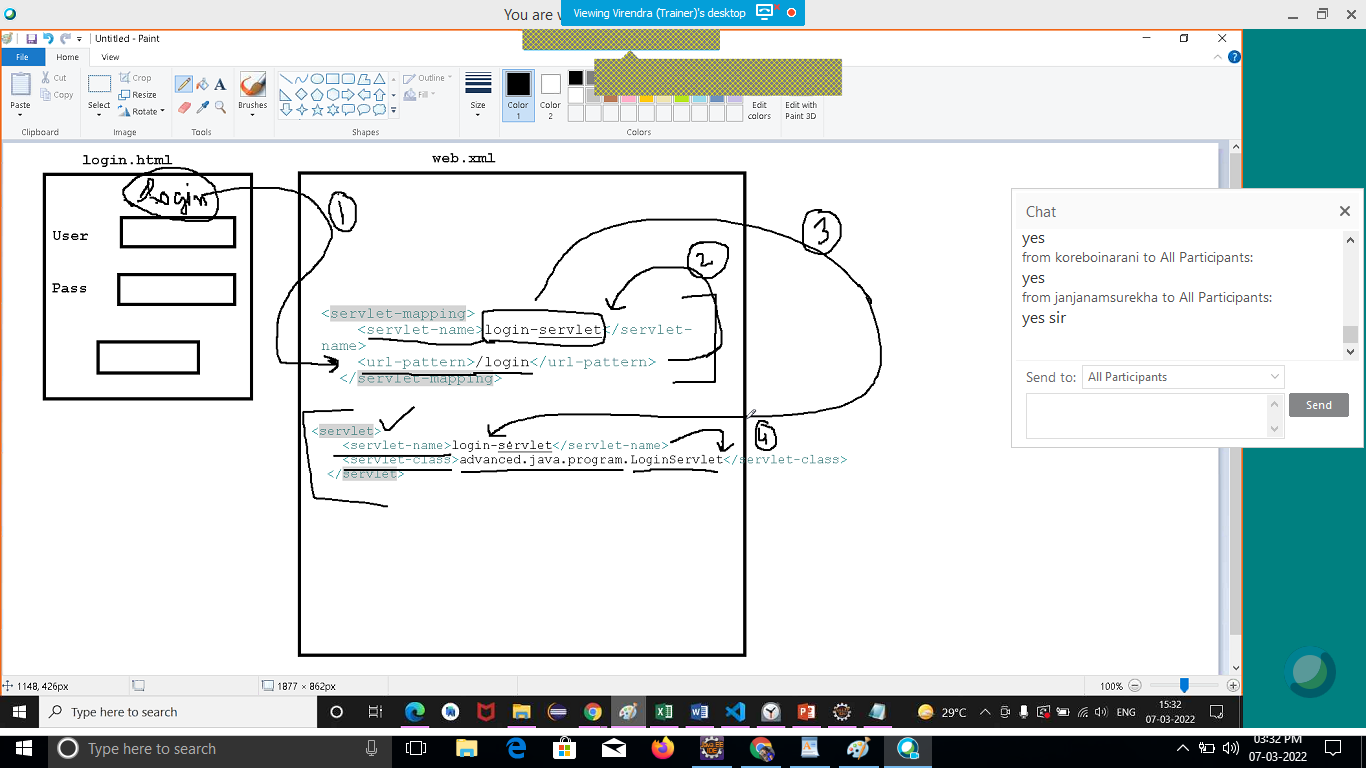 You are v
Viewing Virendra (Trainer)'s desktop
Untitled - Paint
File Home View
Paste Cut Copy Clipboard
Select Crop Resize Rotate Image
Tools
Brushes
Shapes Outline Fill
Size
Color 1 Color 2
Colors
Edit colors
Edit with Paint 3D
login.html
Login
User
Pass
web.xml
1
2
3
<servlet-mapping>
<servlet-name>login-servlet</servlet-
name>
<url-pattern>/login</url-pattern>
</servlet-mapping>
<servlet>
<servlet-name>login-servlet</servlet-name>
<servlet-class>advanced.java.program.LoginServlet</servlet-class>
</servlet>
4
Chat
yes
from koreboinarani to All Participants:
yes
from janjanamsurekha to All Participants:
yes sir
Send to: All Participants
Send
1148, 426px
1877 × 862px
100%
Type here to search
29°C
ENG
15:32
07-03-2022
Type here to search
03:32 PM
07-03-2022